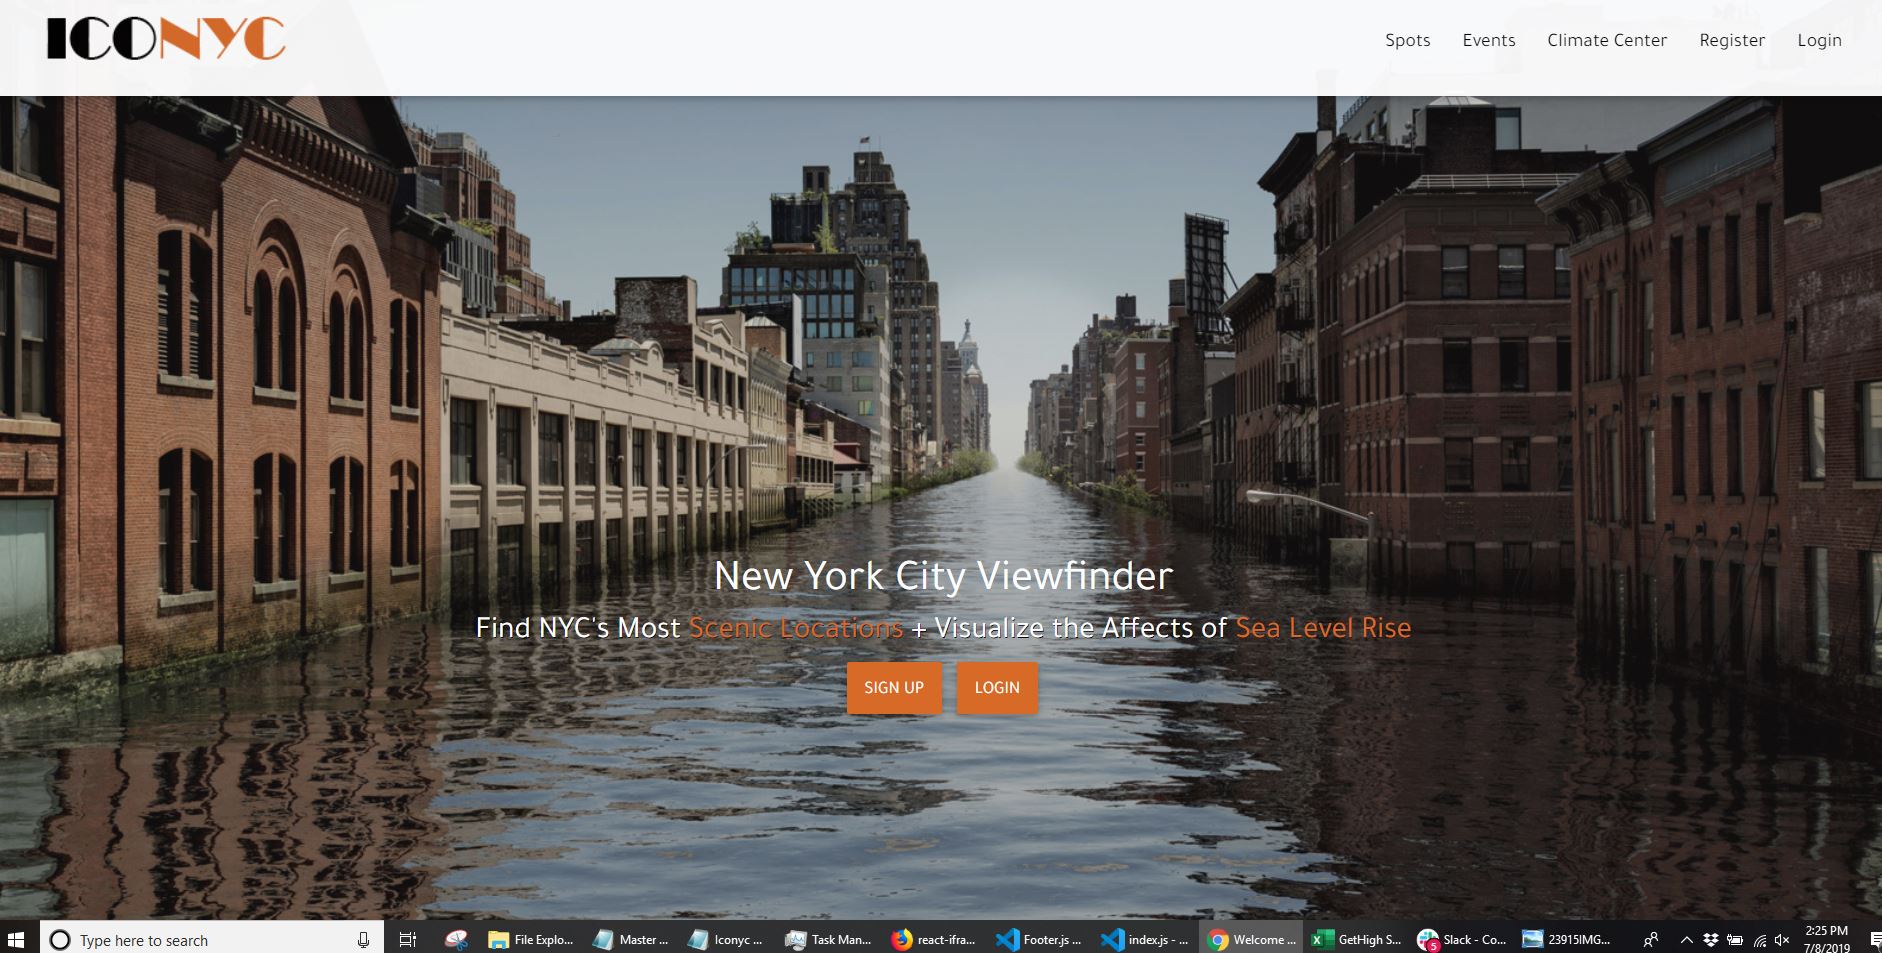 ICONYC
Spots Events Climate Center Register Login
New York City Viewfinder
Find NYC's Most Scenic Locations + Visualize the Affects of Sea Level Rise
SIGN UP LOGIN
Type here to search
File Explo...
Master ...
Iconyc ...
Task Man...
react-ifra...
Footer.js ...
index.js - ...
Welcome ...
GetHigh S...
5
Slack - Co...
23915IMG...
2:25 PM
7/8/2019